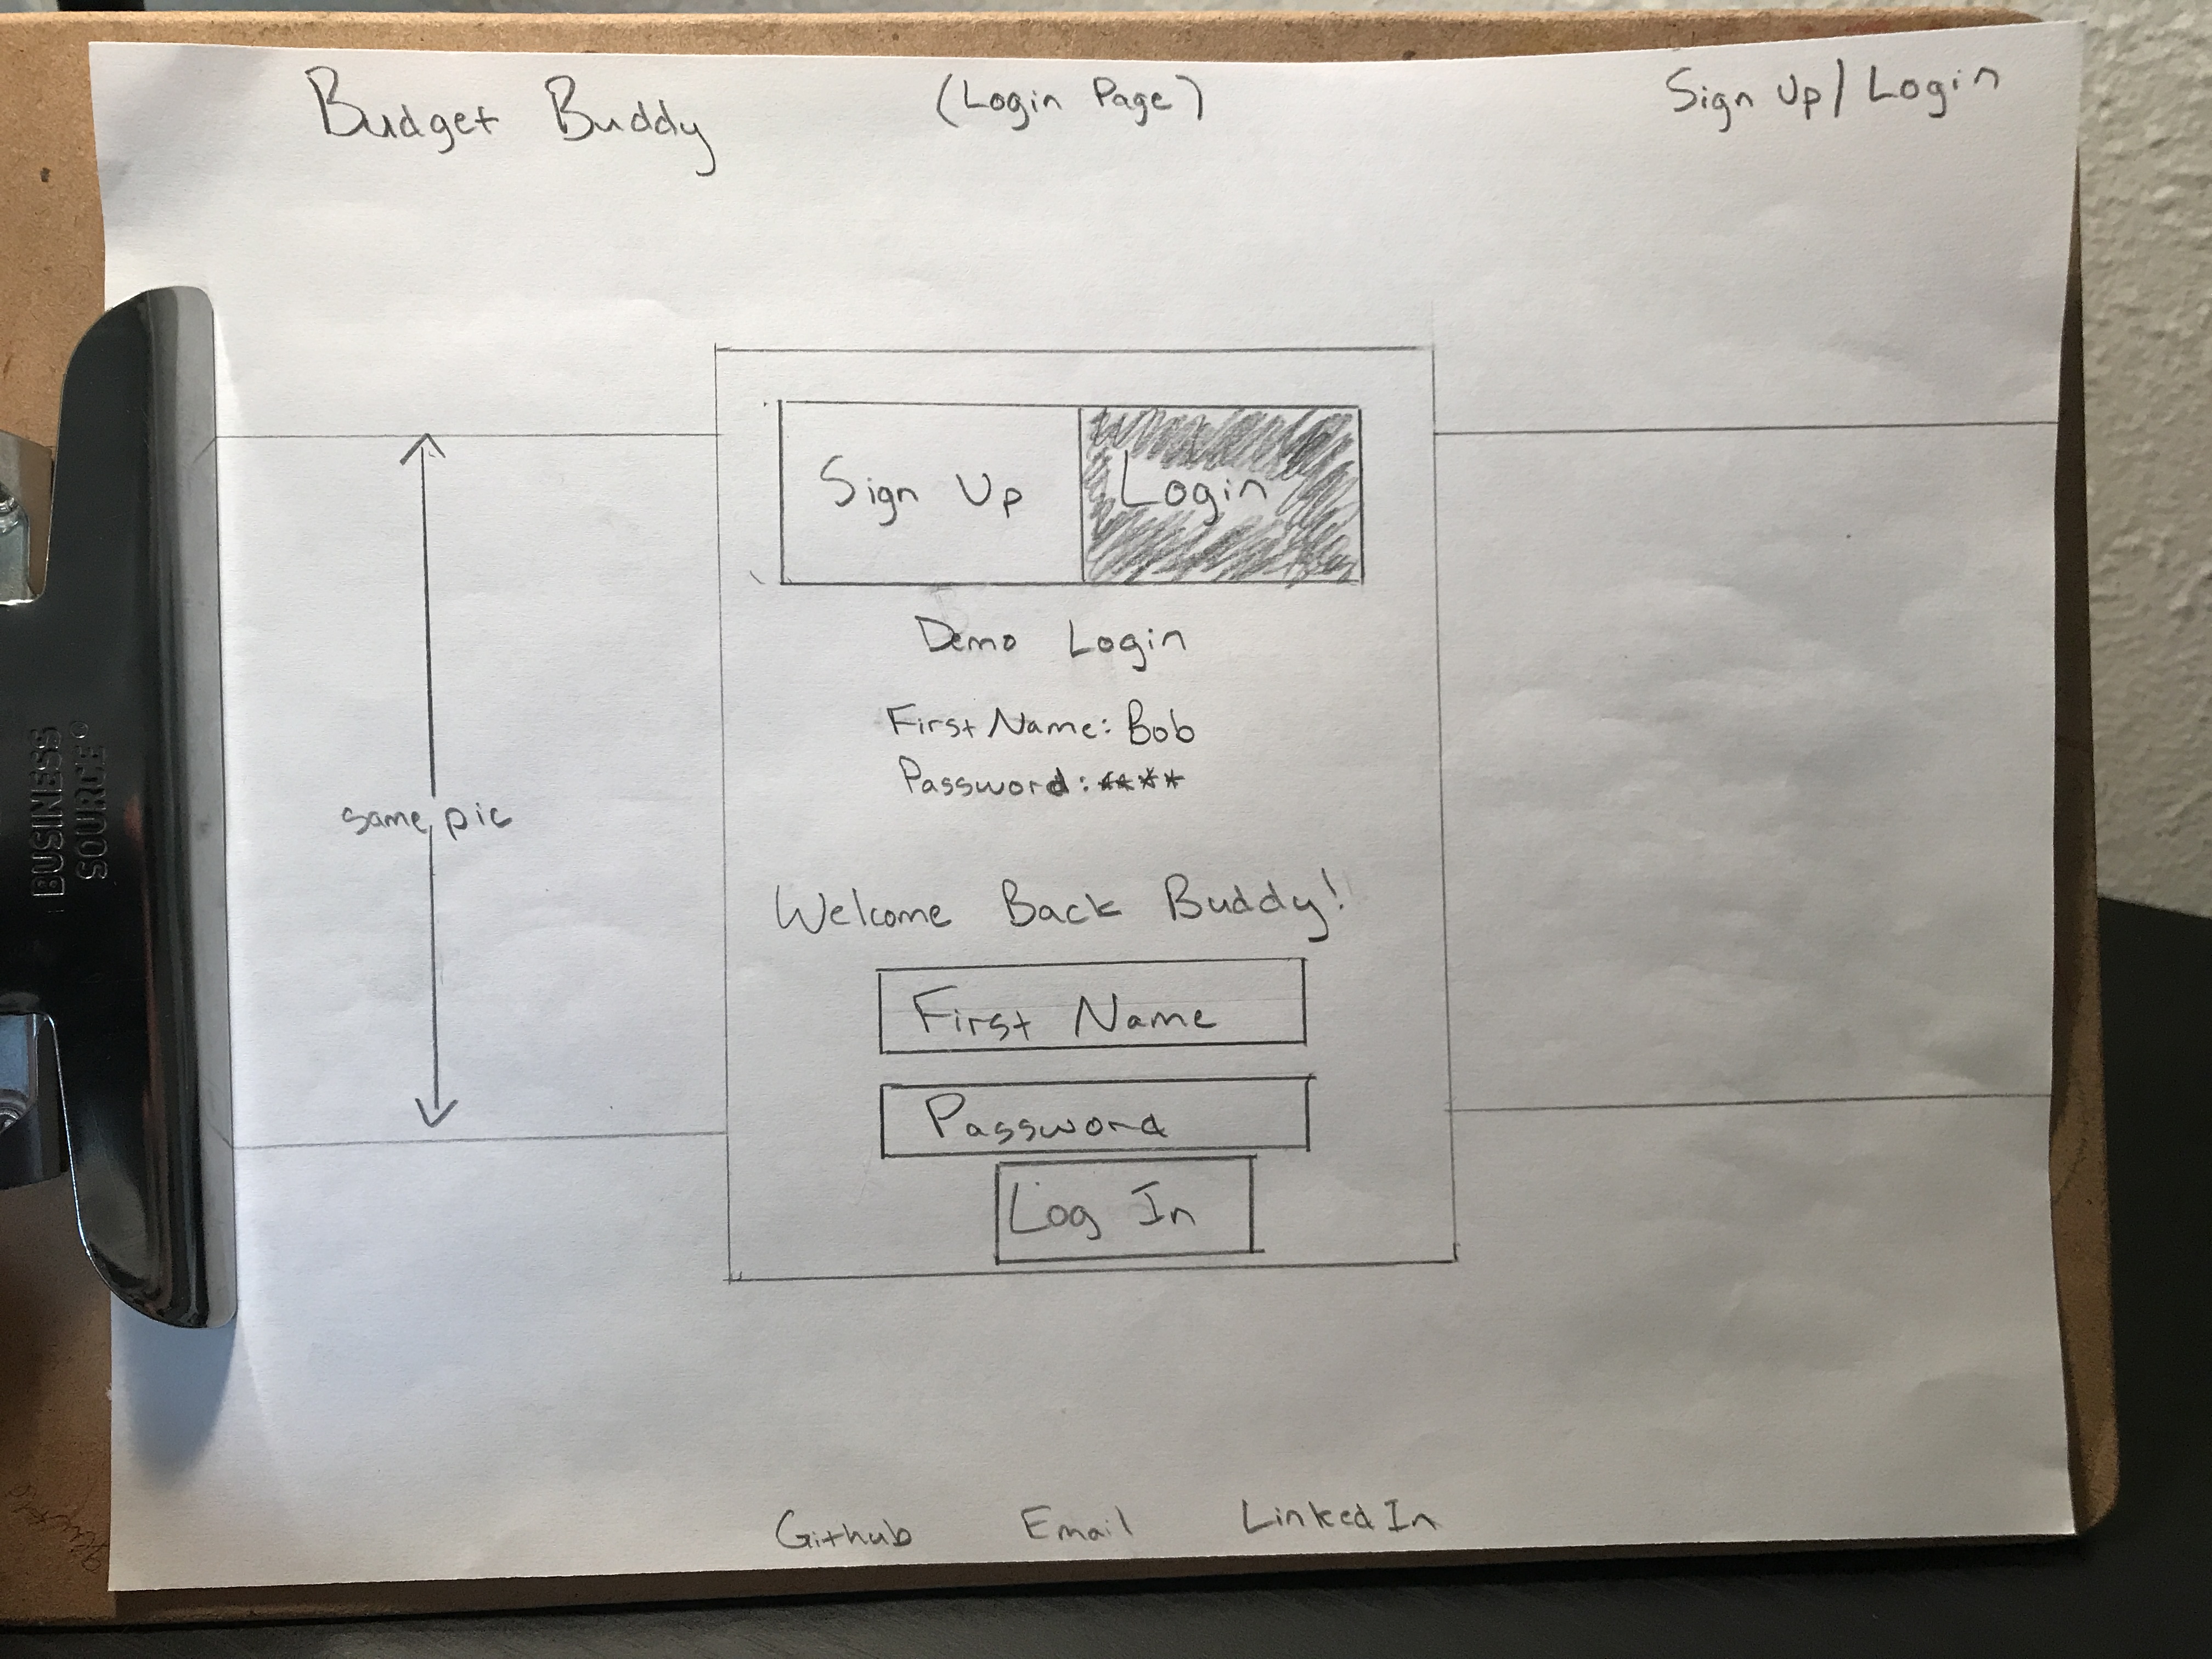 Budget Buddy
(Login Page)
Sign Up/Login
Sign Up
Login
Demo Login
First Name: Bob
Password: ****
same pic
Welcome Back Buddy!
First Name
Password
Log In
Github
Email
LinkedIn
BUSINESS
SOURCE®